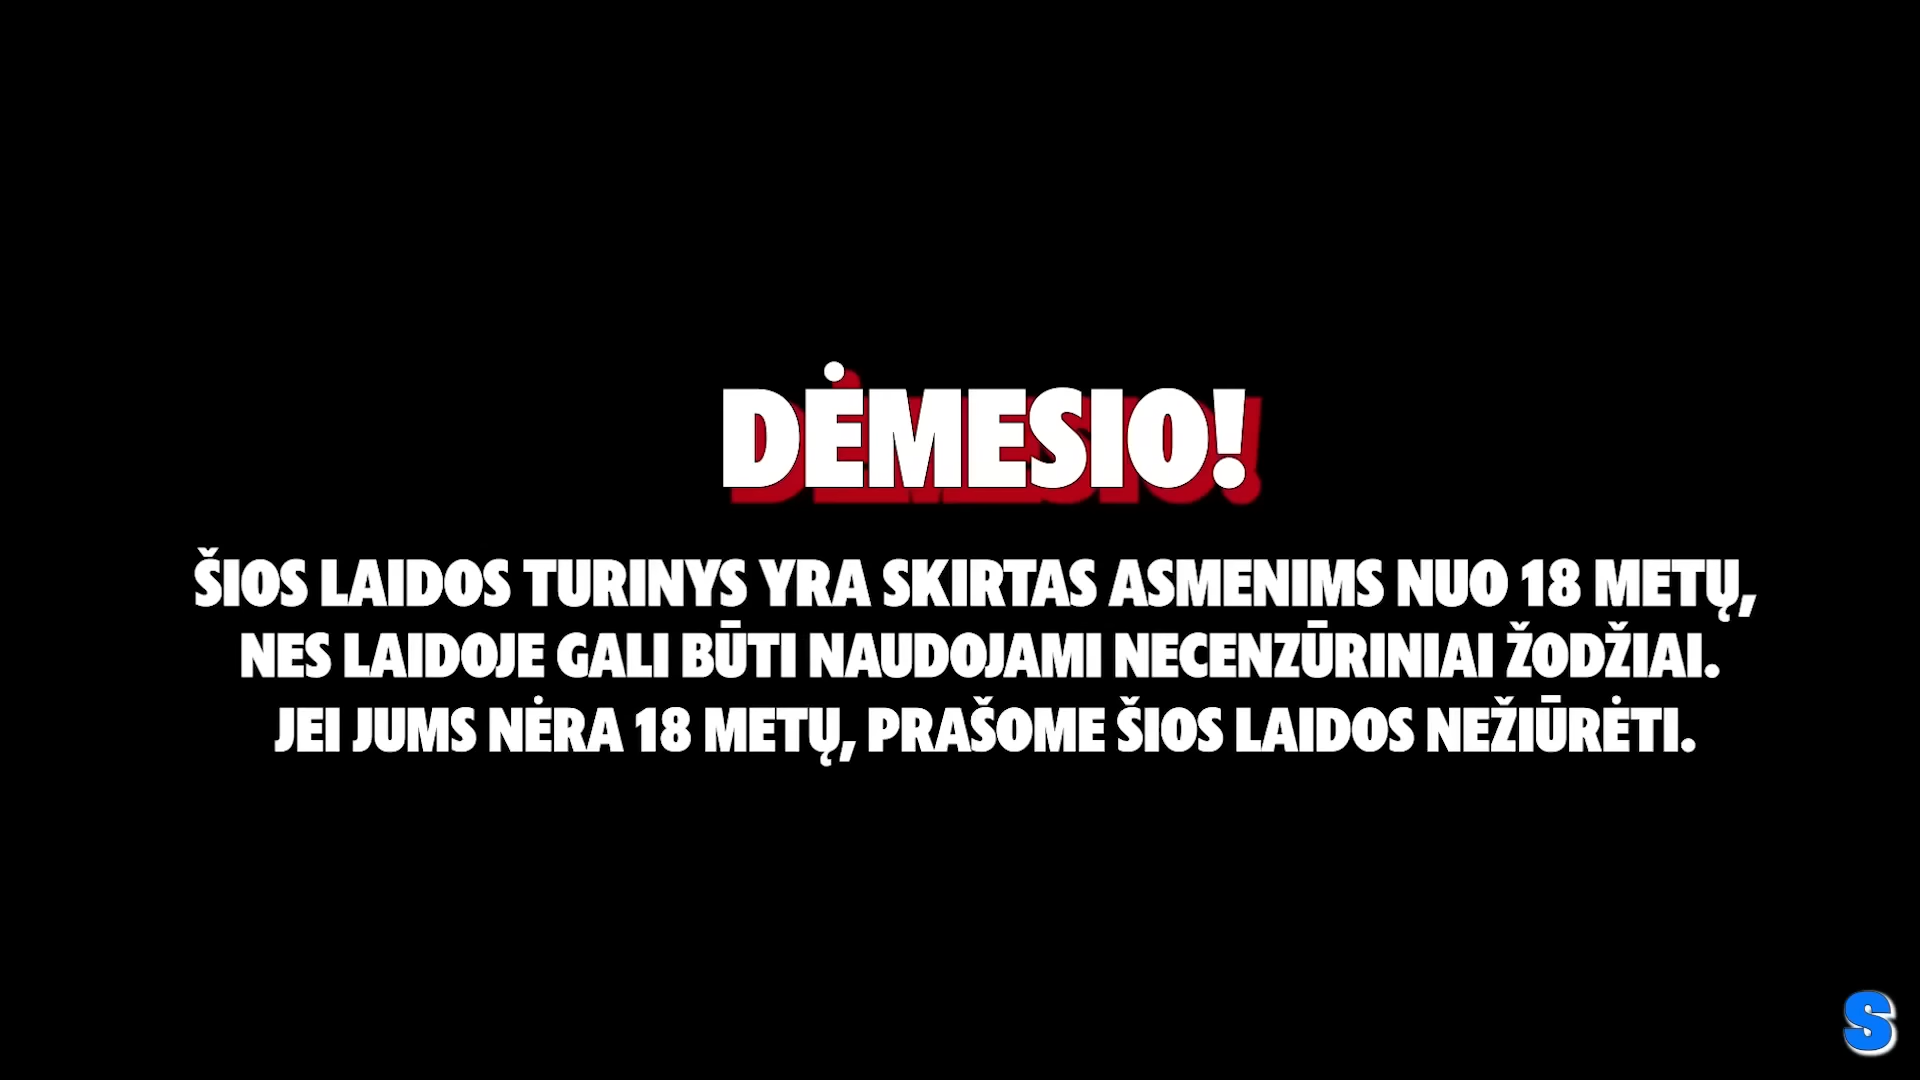 DĖMESIO!
ŠIOS LAIDOS TURINYS YRA SKIRTAS ASMENIMS NUO 18 METŲ,
NES LAIDOJE GALI BŪTI NAUDOJAMI NECENZŪRINIAI ŽODŽIAI.
JEI JUMS NĖRA 18 METŲ, PRAŠOME ŠIOS LAIDOS NEŽIŪRĖTI.
S